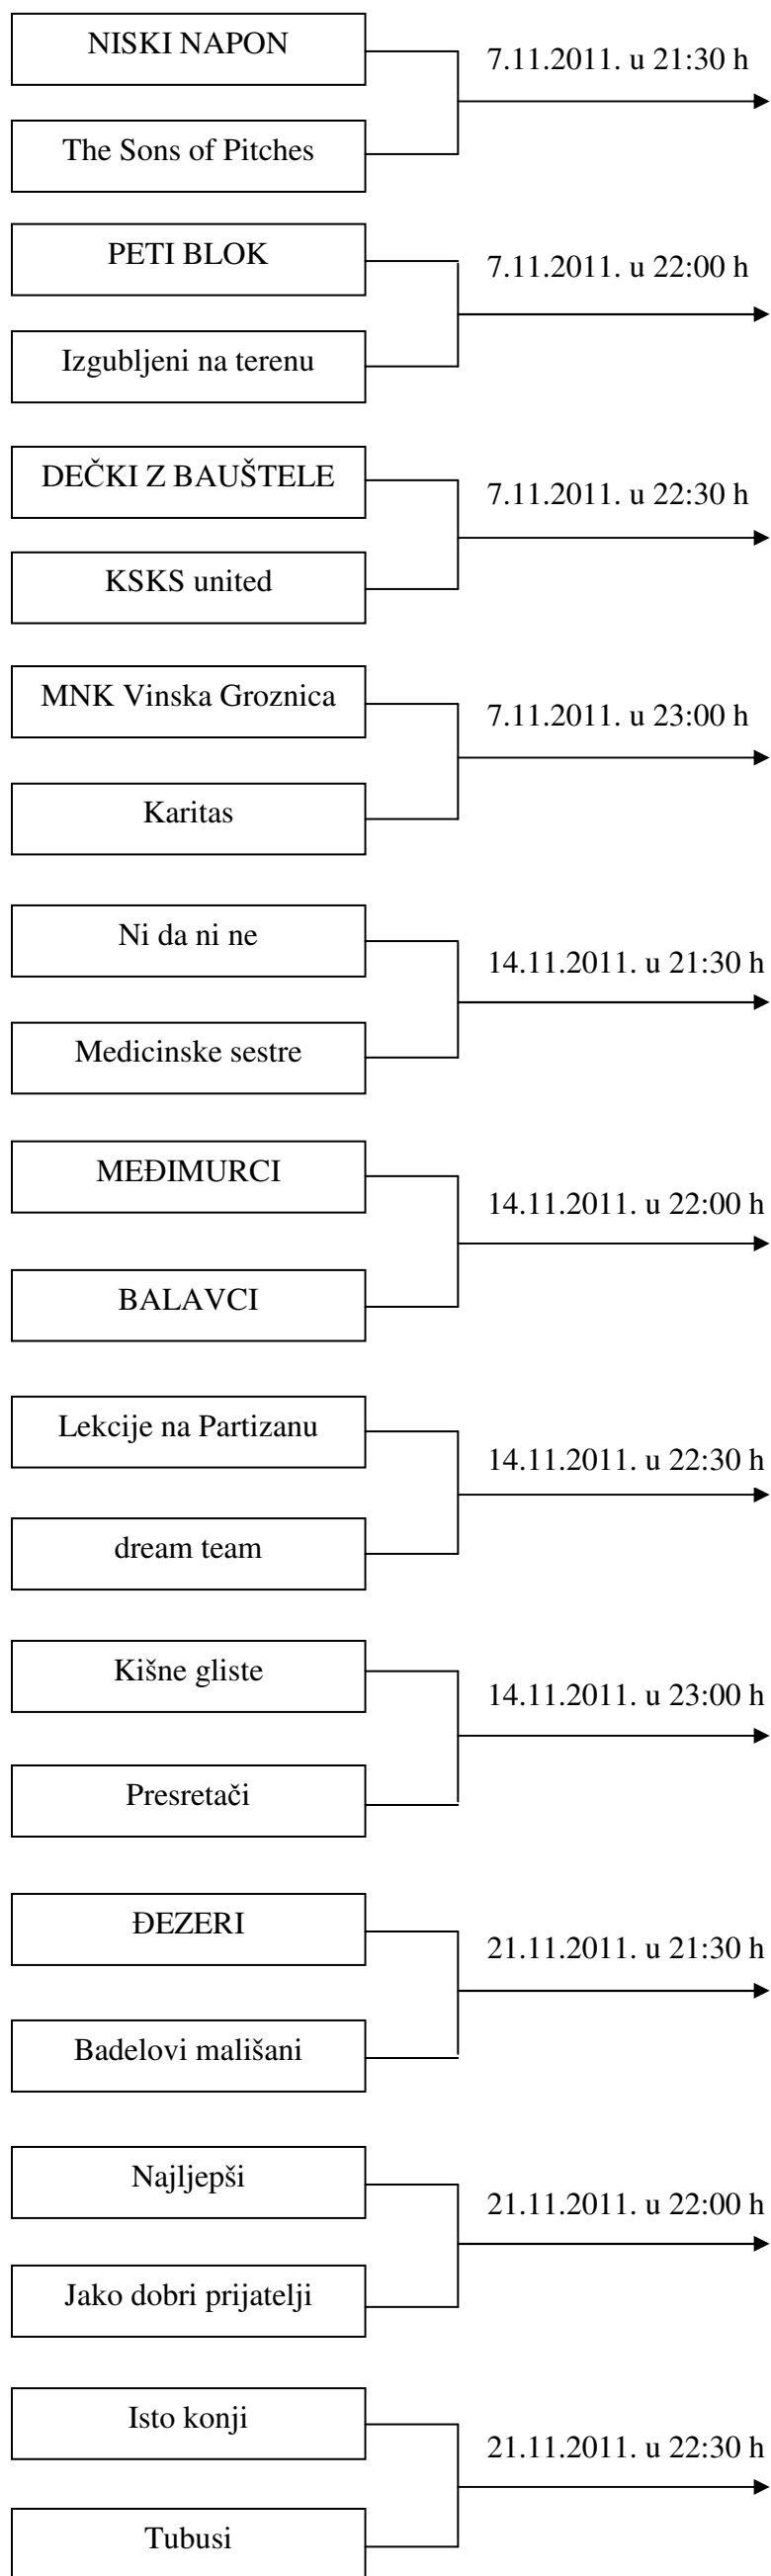 NISKI NAPON
7.11.2011. u 21:30 h
The Sons of Pitches
PETI BLOK
7.11.2011. u 22:00 h
Izgubljeni na terenu
DEČKI Z BAUŠTELE
7.11.2011. u 22:30 h
KSKS united
MNK Vinska Groznica
7.11.2011. u 23:00 h
Karitas
Ni da ni ne
14.11.2011. u 21:30 h
Medicinske sestre
MEĐIMURCI
14.11.2011. u 22:00 h
BALAVCI
Lekcije na Partizanu
14.11.2011. u 22:30 h
dream team
Kišne gliste
14.11.2011. u 23:00 h
Presretači
ĐEZERI
21.11.2011. u 21:30 h
Badelovi mališani
Najljepši
21.11.2011. u 22:00 h
Jako dobri prijatelji
Isto konji
21.11.2011. u 22:30 h
Tubusi